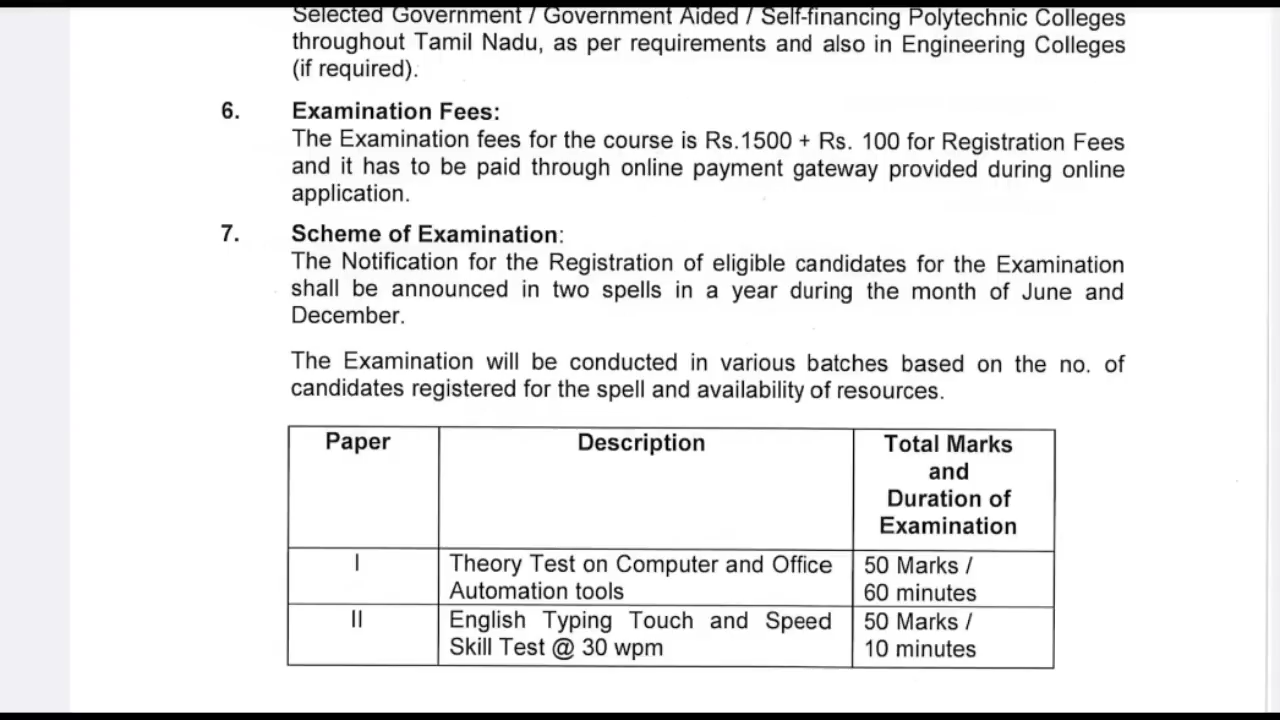 Selected Government / Government Aided / Self-financing Polytechnic Colleges
throughout Tamil Nadu, as per requirements and also in Engineering Colleges
(if required).
6. Examination Fees:
The Examination fees for the course is Rs.1500 + Rs. 100 for Registration Fees
and it has to be paid through online payment gateway provided during online
application.
7. Scheme of Examination:
The Notification for the Registration of eligible candidates for the Examination
shall be announced in two spells in a year during the month of June and
December.
The Examination will be conducted in various batches based on the no. of
candidates registered for the spell and availability of resources.
Paper Description Total Marks
and
Duration of
Examination
I Theory Test on Computer and Office 50 Marks /
Automation tools 60 minutes
II English Typing Touch and Speed 50 Marks /
Skill Test @ 30 wpm 10 minutes